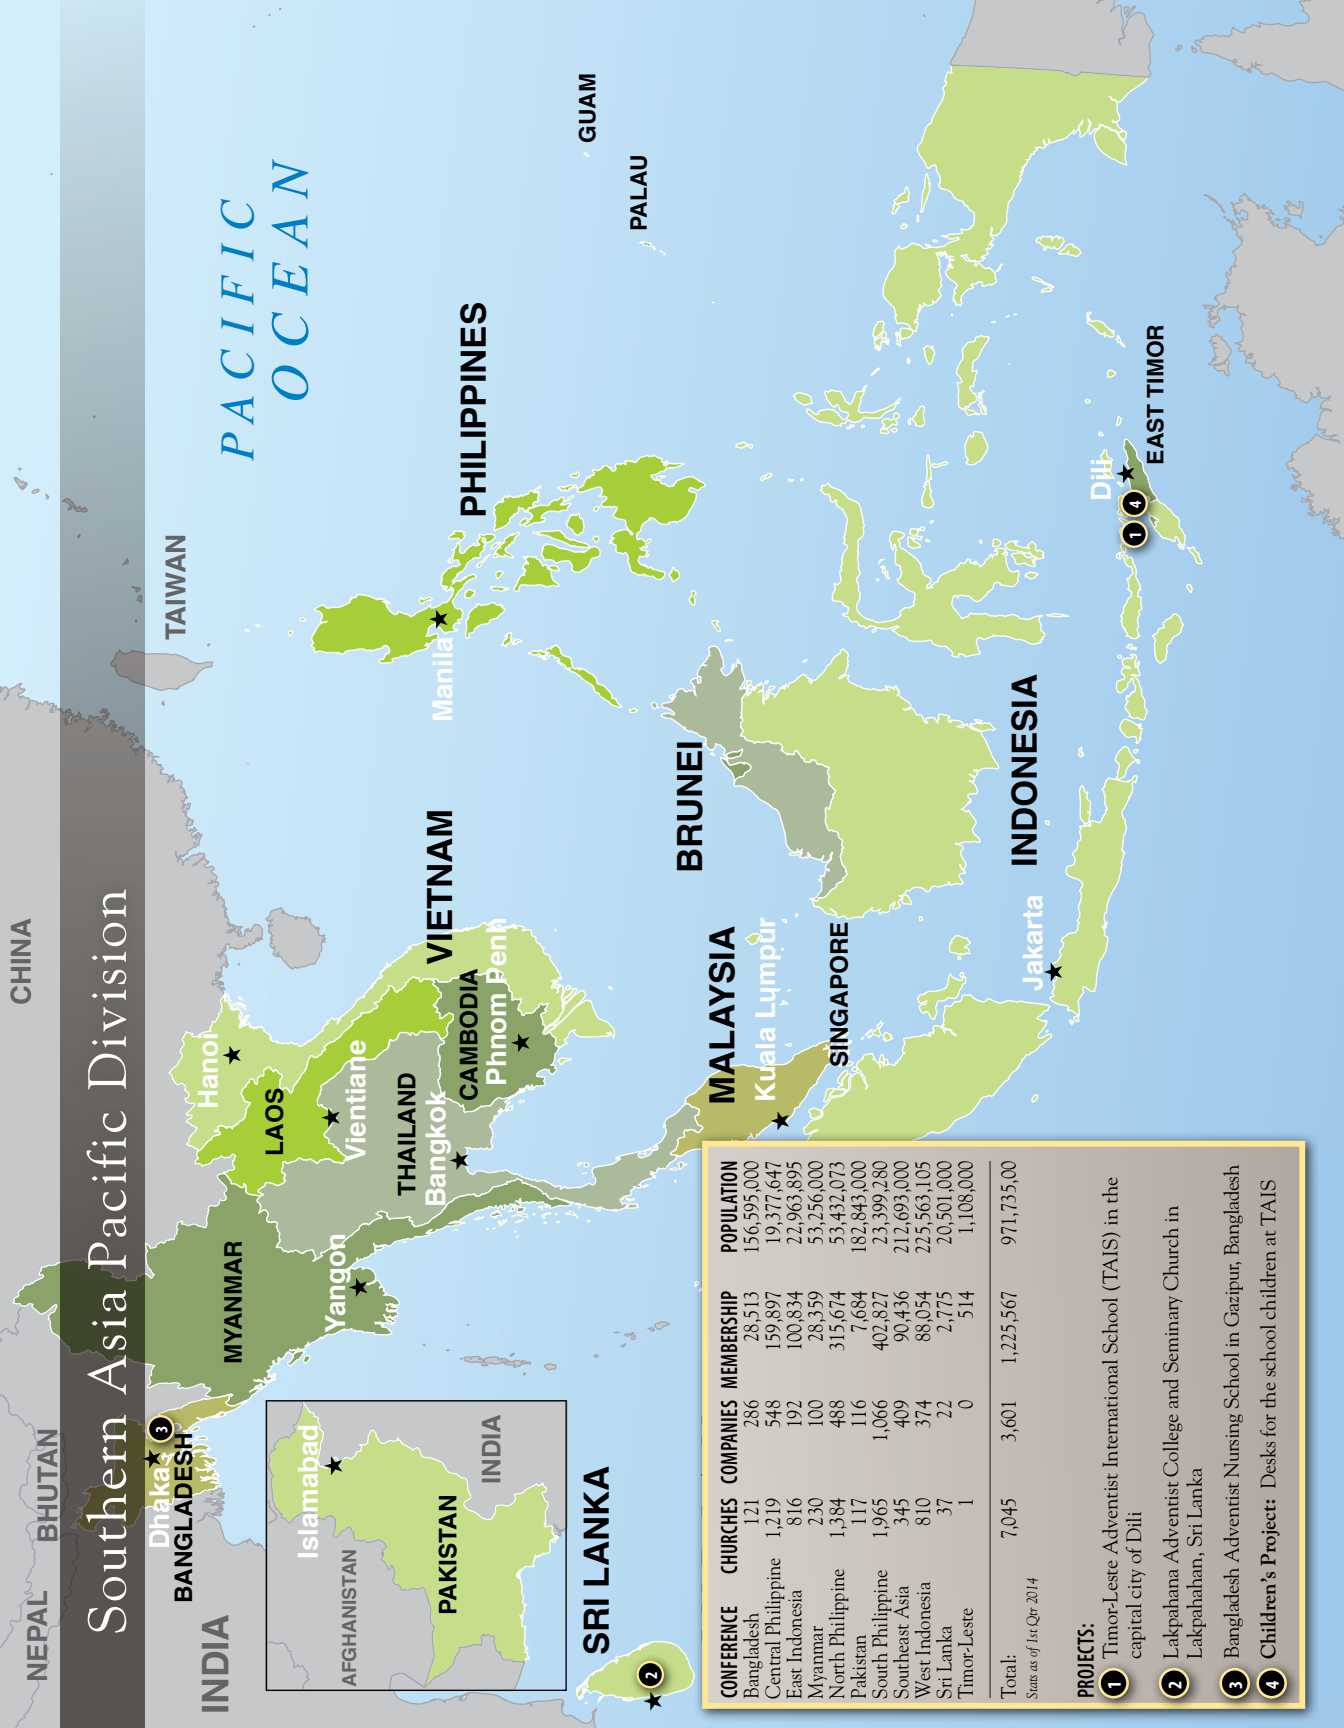 Southern Asia Pacific Division
NEPAL
BHUTAN
CHINA
INDIA
TAIWAN
PACIFIC
OCEAN
GUAM
PALAU
Dhaka
3
BANGLADESH
MYANMAR
Yangon
Hanoi
LAOS
Vientiane
THAILAND
Bangkok
VIETNAM
CAMBODIA
Phnom Penh
PHILIPPINES
Manila
Islamabad
AFGHANISTAN
PAKISTAN
INDIA
SRI LANKA
2
BRUNEI
MALAYSIA
Kuala Lumpur
SINGAPORE
INDONESIA
Jakarta
Dili
1
4
EAST TIMOR
CONFERENCE CHURCHES COMPANIES MEMBERSHIP POPULATION
Bangladesh 121 286 28,513 156,595,000
Central Philippine 1,219 548 159,897 19,377,647
East Indonesia 816 192 100,834 22,963,895
Myanmar 230 100 28,359 53,256,000
North Philippine 1,384 488 315,674 53,432,073
Pakistan 117 116 7,684 182,843,000
South Philippine 1,965 1,066 402,827 23,399,280
Southeast Asia 345 409 90,436 212,693,000
West Indonesia 810 374 88,054 225,563,105
Sri Lanka 37 22 2,775 20,501,000
Timor-Leste 1 0 514 1,108,000
Total: 7,045 3,601 1,225,567 971,735,00
Stats as of 1st Qtr 2014
PROJECTS:
1 Timor-Leste Adventist International School (TAIS) in the
capital city of Dili
2 Lakpahana Adventist College and Seminary Church in
Lakpahahan, Sri Lanka
3 Bangladesh Adventist Nursing School in Gazipur, Bangladesh
4 Children's Project: Desks for the school children at TAIS